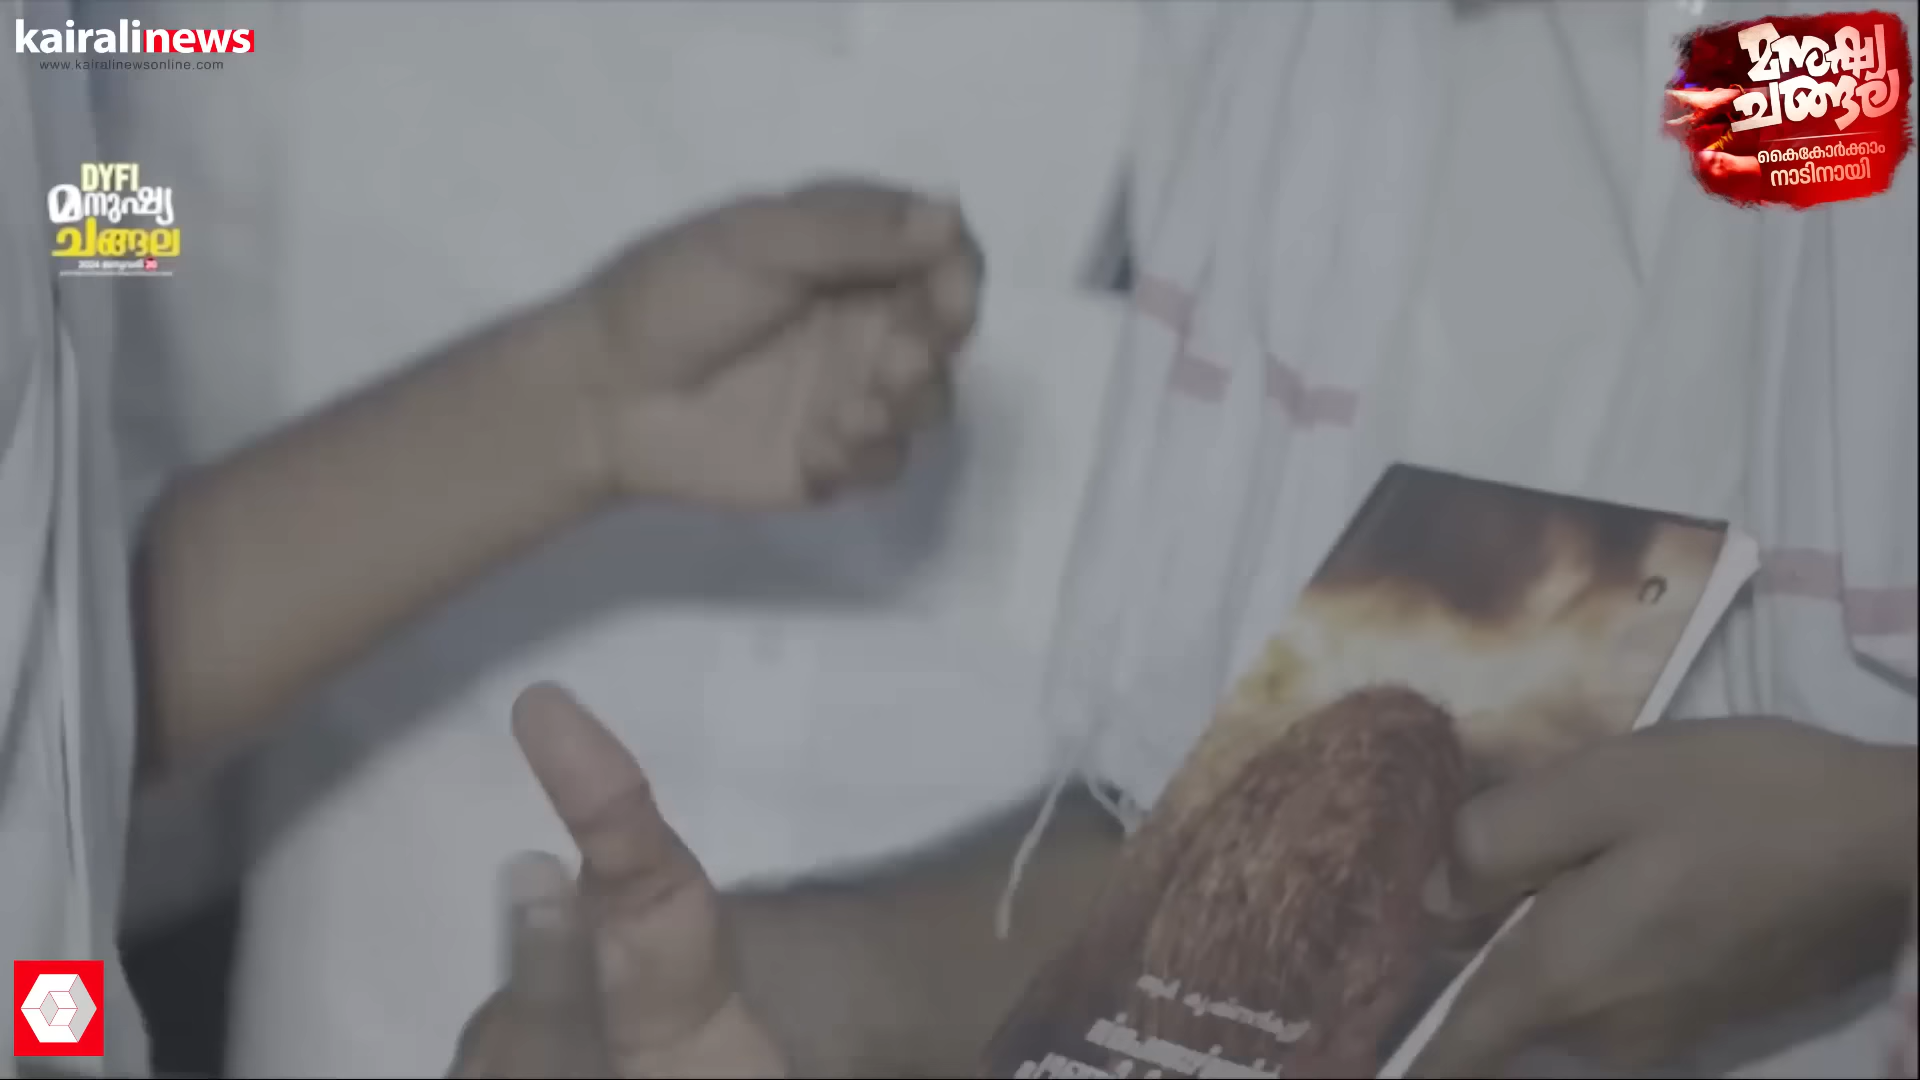 kairalinews
www.kairalinewsonline.com
മനുഷ്യ
ചങ്ങല
കൈകോർക്കാം
നാടിനായി
DYFI
മനുഷ്യ
ചങ്ങല